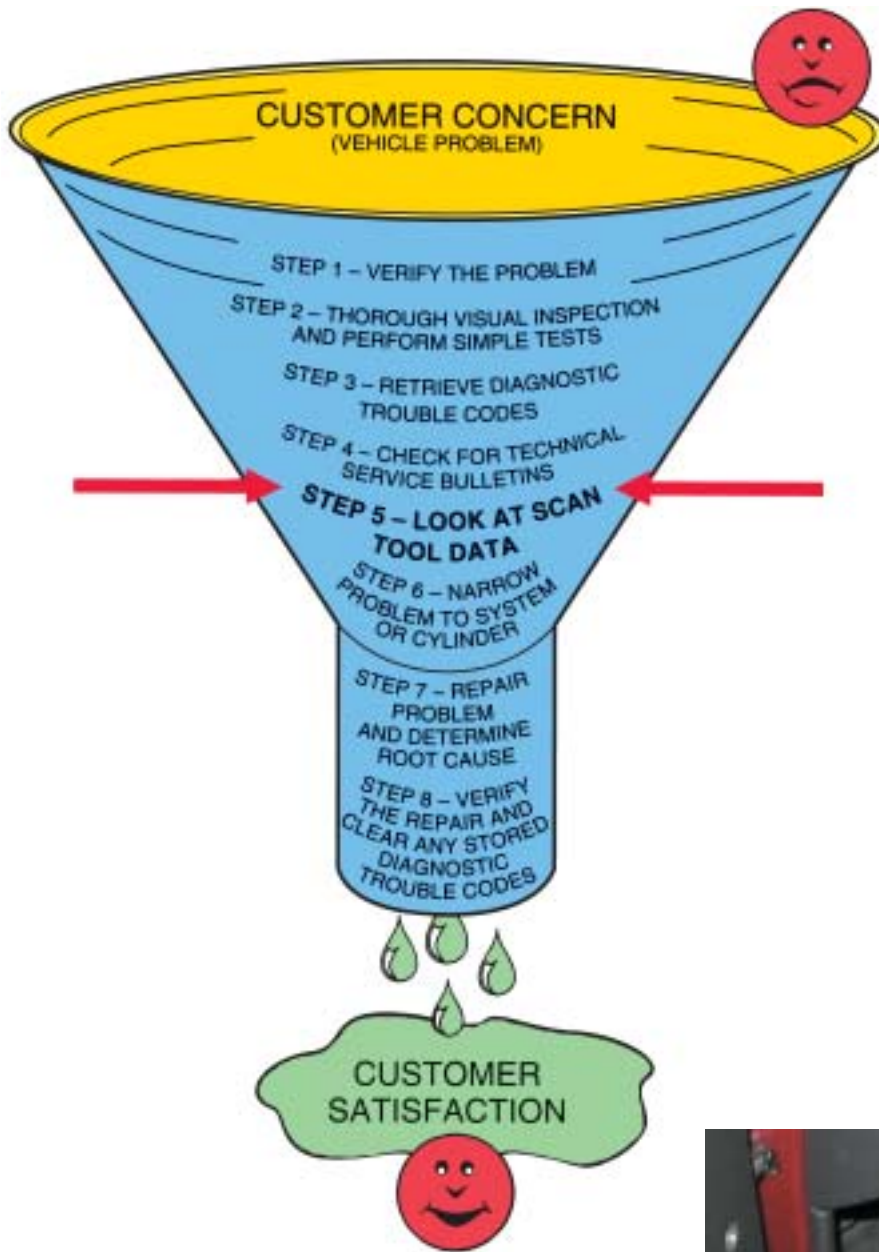 CUSTOMER CONCERN
(VEHICLE PROBLEM)
STEP 1 – VERIFY THE PROBLEM
STEP 2 – THOROUGH VISUAL INSPECTION
AND PERFORM SIMPLE TESTS
STEP 3 – RETRIEVE DIAGNOSTIC
TROUBLE CODES
STEP 4 – CHECK FOR TECHNICAL
SERVICE BULLETINS
STEP 5 – LOOK AT SCAN
TOOL DATA
STEP 6 – NARROW
PROBLEM TO SYSTEM
OR CYLINDER
STEP 7 – REPAIR
PROBLEM
AND DETERMINE
ROOT CAUSE
STEP 8 – VERIFY
THE REPAIR AND
CLEAR ANY STORED
DIAGNOSTIC
TROUBLE CODES
CUSTOMER
SATISFACTION